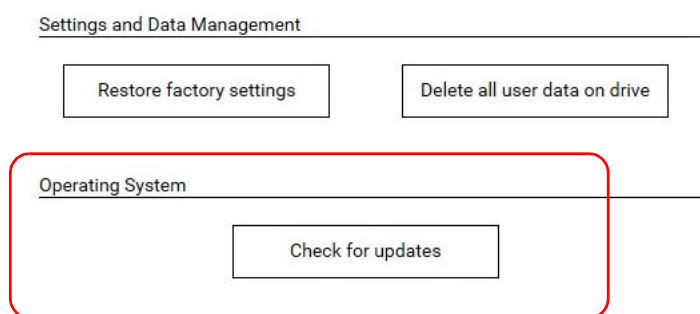 Settings and Data Management
Restore factory settings
Delete all user data on drive
Operating System
Check for updates